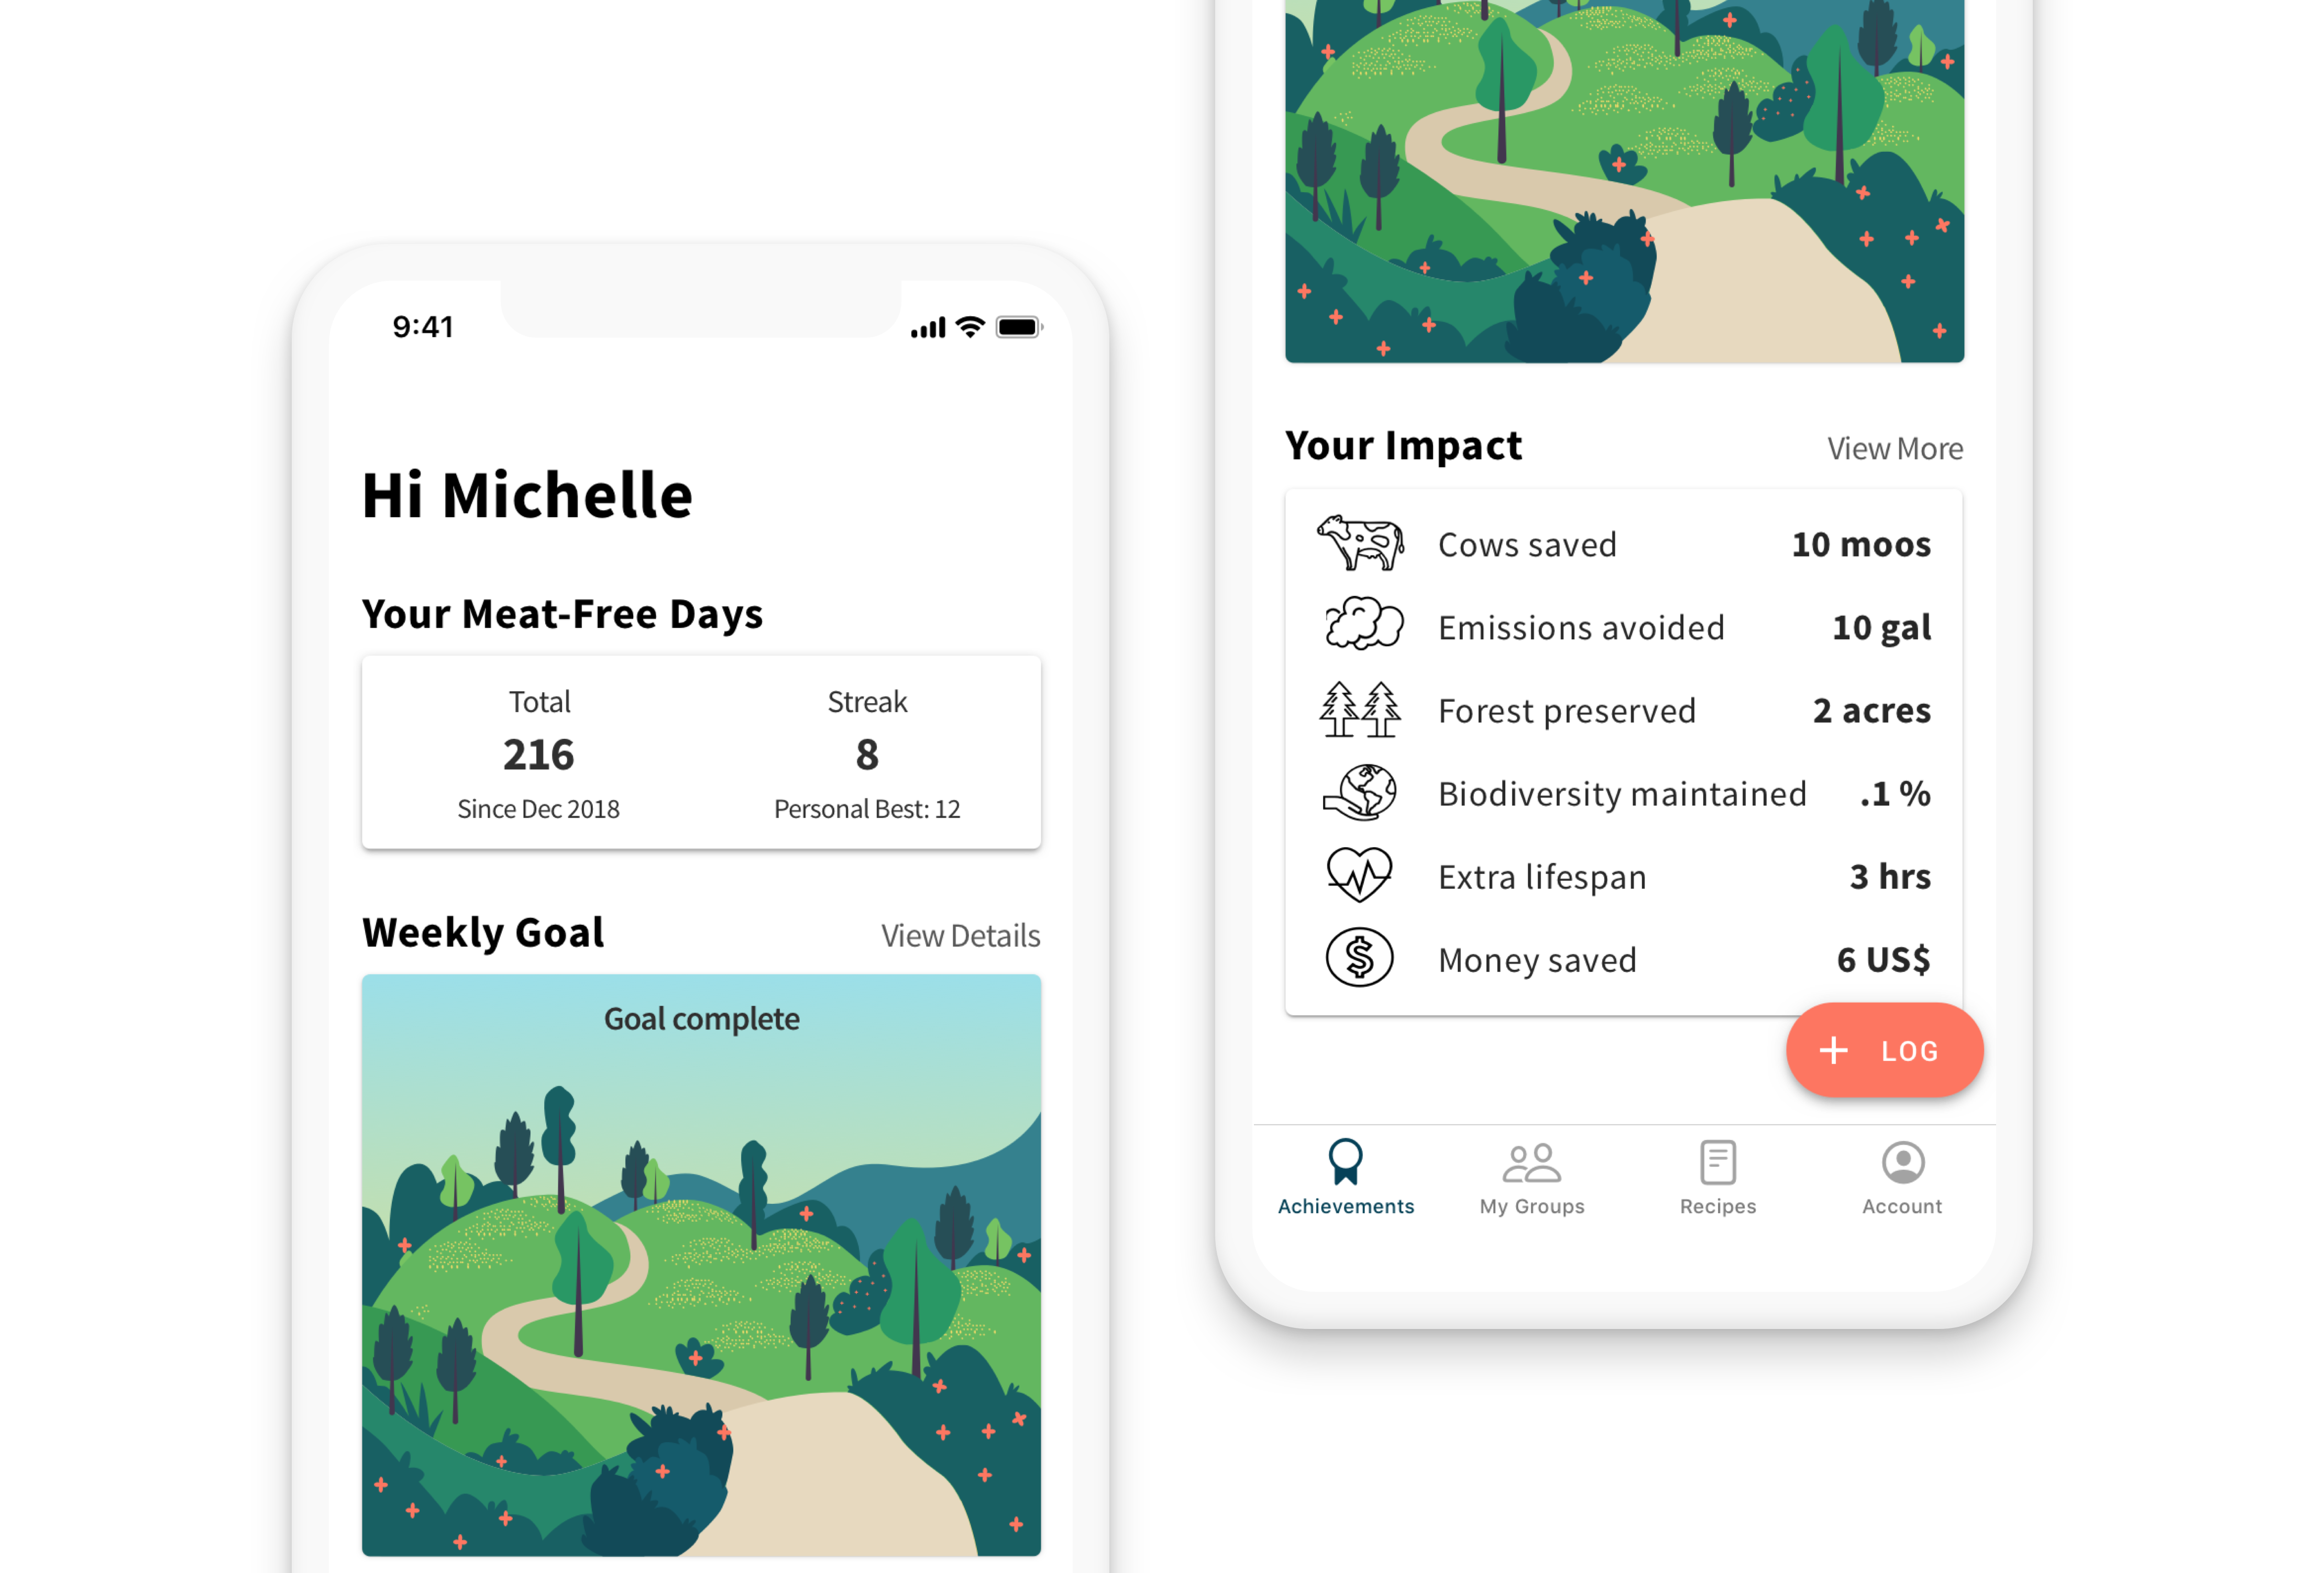 9:41
Hi Michelle
Your Meat-Free Days
Total
216
Since Dec 2018
Streak
8
Personal Best: 12
Weekly Goal
View Details
Goal complete
Your Impact
View More
Cows saved 10 moos
Emissions avoided 10 gal
Forest preserved 2 acres
Biodiversity maintained .1 %
Extra lifespan 3 hrs
$ Money saved 6 US$
+ LOG
Achievements
My Groups
Recipes
Account